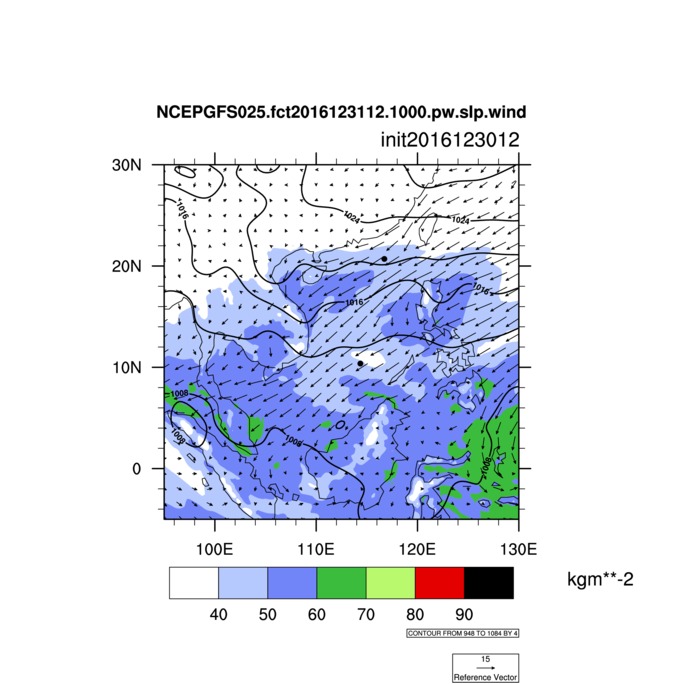 NCEPGFS025.fct2016123112.1000.pw.slp.wind
init2016123012
30N
20N
10N
0
1016
1024
1024
1016
1016
1008
1008
1008
1008
100E 110E 120E 130E
kgm**-2
40 50 60 70 80 90
CONTOUR FROM 948 TO 1084 BY 4
15
Reference Vector